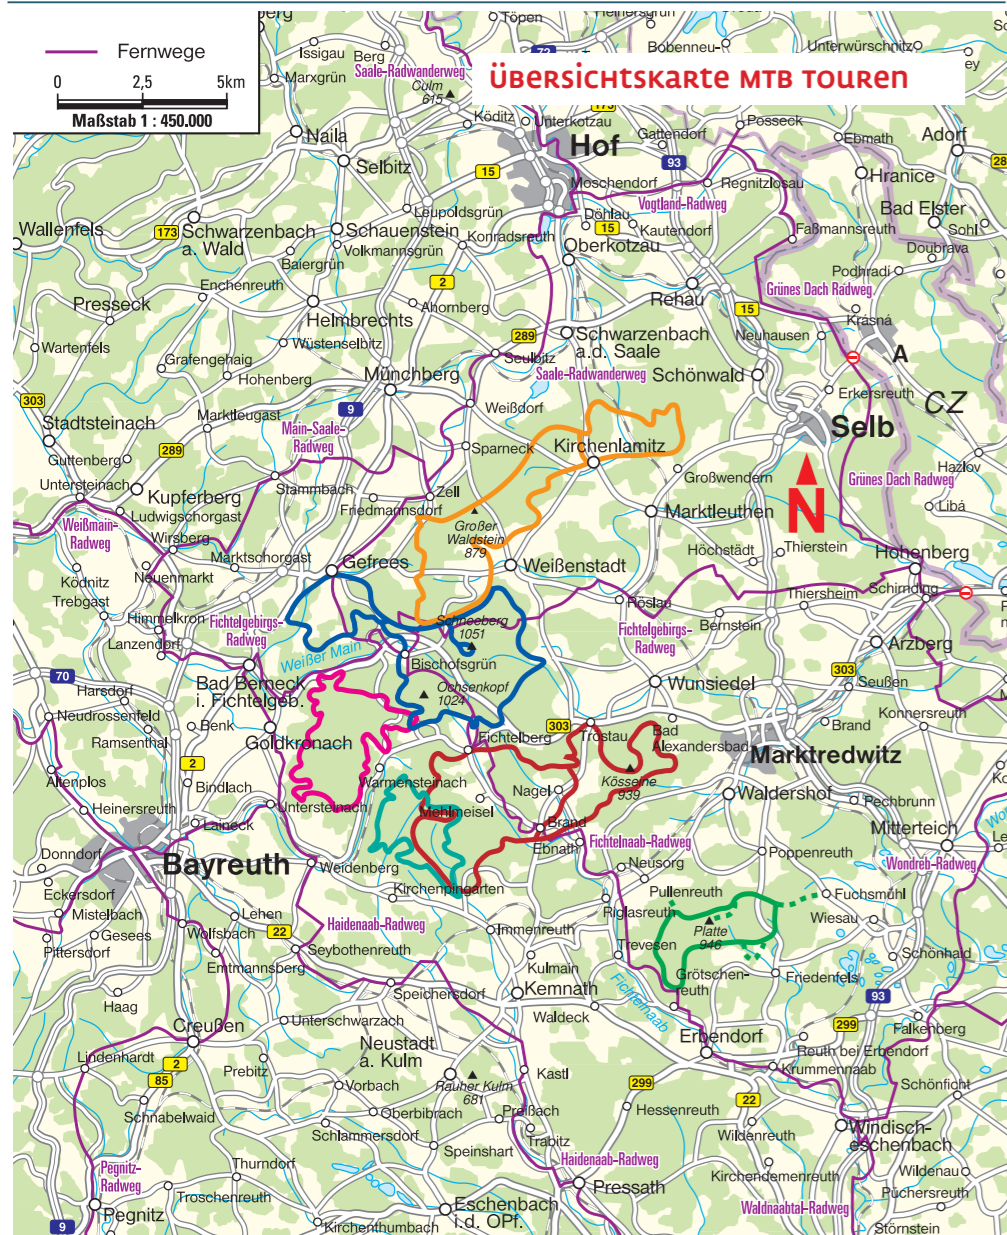 Fernwege
0 2,5 5km
Maßstab 1 : 450.000
ÜBERSICHTSKARTE MTB TOUREN
Töpen
Issigau
Berg
Bobenneu-
Unterwürschnitz
Marxgrün
Saale-Radwanderweg
Culm
615
72
173
Köditz
Unterkotzau
Gattendorf
Posseck
Ebmath
Adorf
Naila
Hof
Selbitz
15
93
Hranice
Moschendorf
Regnitzlosau
Vogtland-Radweg
Leupoldsgrün
Döhlau
15
Kautendorf
Bad Elster
Sohl
Wallenfels
173
Schwarzenbach
a. Wald
Schauenstein
Volkmannsgrün
Konradsreuth
Oberkotzau
Faßmannsreuth
Doubrava
Baiergrün
Podhradi
Enchenreuth
2
Rehau
Grünes Dach Radweg
Presseck
Helmbrechts
Ahornberg
15
Krasná
Wartenfels
Wüstenselbitz
289
Schwarzenbach
a.d. Saale
Neuhausen
A
Grafengehaig
Seulbitz
Hohenberg
Münchberg
Saale-Radwanderweg
Schönwald
Erkersreuth
CZ
303
9
Weißdorf
Stadtsteinach
Marktleugast
Main-Saale-
Radweg
Selb
289
Sparneck
Kirchenlamitz
Guttenberg
Hazlov
Untersteinach
Stammbach
Zell
Großwendern
Grünes Dach Radweg
Kupferberg
Friedmannsdorf
N
Libá
Ludwigschorgast
Großer
Waldstein
879
Marktleuthen
Weißmain-
Radweg
Wirsberg
Marktschorgast
Höchstädt
Thierstein
Hohenberg
Ködnitz
Neuenmarkt
Gefrees
Weißenstadt
Schirnding
Trebgast
Thiersheim
Himmelkron
Fichtelgebirgs-
Radweg
Schneeberg
1051
Röslau
Bernstein
Lanzendorf
Weißer Main
Fichtelgebirgs-
Radweg
Arzberg
Bischofsgrün
70
Bad Berneck
i. Fichtelgeb.
Ochsenkopf
1024
Wunsiedel
303
Seußen
Harsdorf
Neudrossenfeld
Benk
303
Bad
Alexandersbad
Konnersreuth
Brand
Ramsenthal
Goldkronach
Fichtelberg
Tröstau
Marktredwitz
2
Altenplos
Warmensteinach
Kösseine
939
Bindlach
Nagel
Waldershof
Pechbrunn
Heinersreuth
Untersteinach
Mehlmeisel
Laineck
Brand
Mitterteich
Donndorf
Bayreuth
Ebnath
Fichtelnaab-Radweg
Poppenreuth
Wondreb-Radweg
Weidenberg
Neusorg
Eckersdorf
Kirchenpingarten
Pullenreuth
Fuchsmühl
Mistelbach
Lehen
Haidenaab-Radweg
Riglasreuth
Wiesau
Gesees
Wolfsbach
22
Immenreuth
Platte
946
Pittersdorf
Seybothenreuth
Trevesen
Schönhaid
Emtmannsberg
Kulmain
Grötschen-
reuth
Friedenfels
Haag
Speichersdorf
Kemnath
Fichtelnaab
93
Waldeck
Creußen
Unterschwarzach
299
Falkenberg
Neustadt
a. Kulm
Erbendorf
Lindenhardt
2
Prebitz
Reuth bei Erbendorf
85
Vorbach
Rauher Kulm
681
Kastl
299
Krummennaab
Schönficht
Schnabelwaid
Oberbibrach
Preißach
Hessenreuth
22
Schlammersdorf
Trabitz
Wildenreuth
Windisch-
eschenbach
Speinshart
Pegnitz-
Radweg
Thurndorf
Haidenaab-Radweg
Kirchendemenreuth
Wildenau
Troschenreuth
Pressath
Püchersreuth
Pegnitz
Eschenbach
i.d. OPf.
Waldnaabtal-Radweg
9
Kirchenthumbach
Störnstein